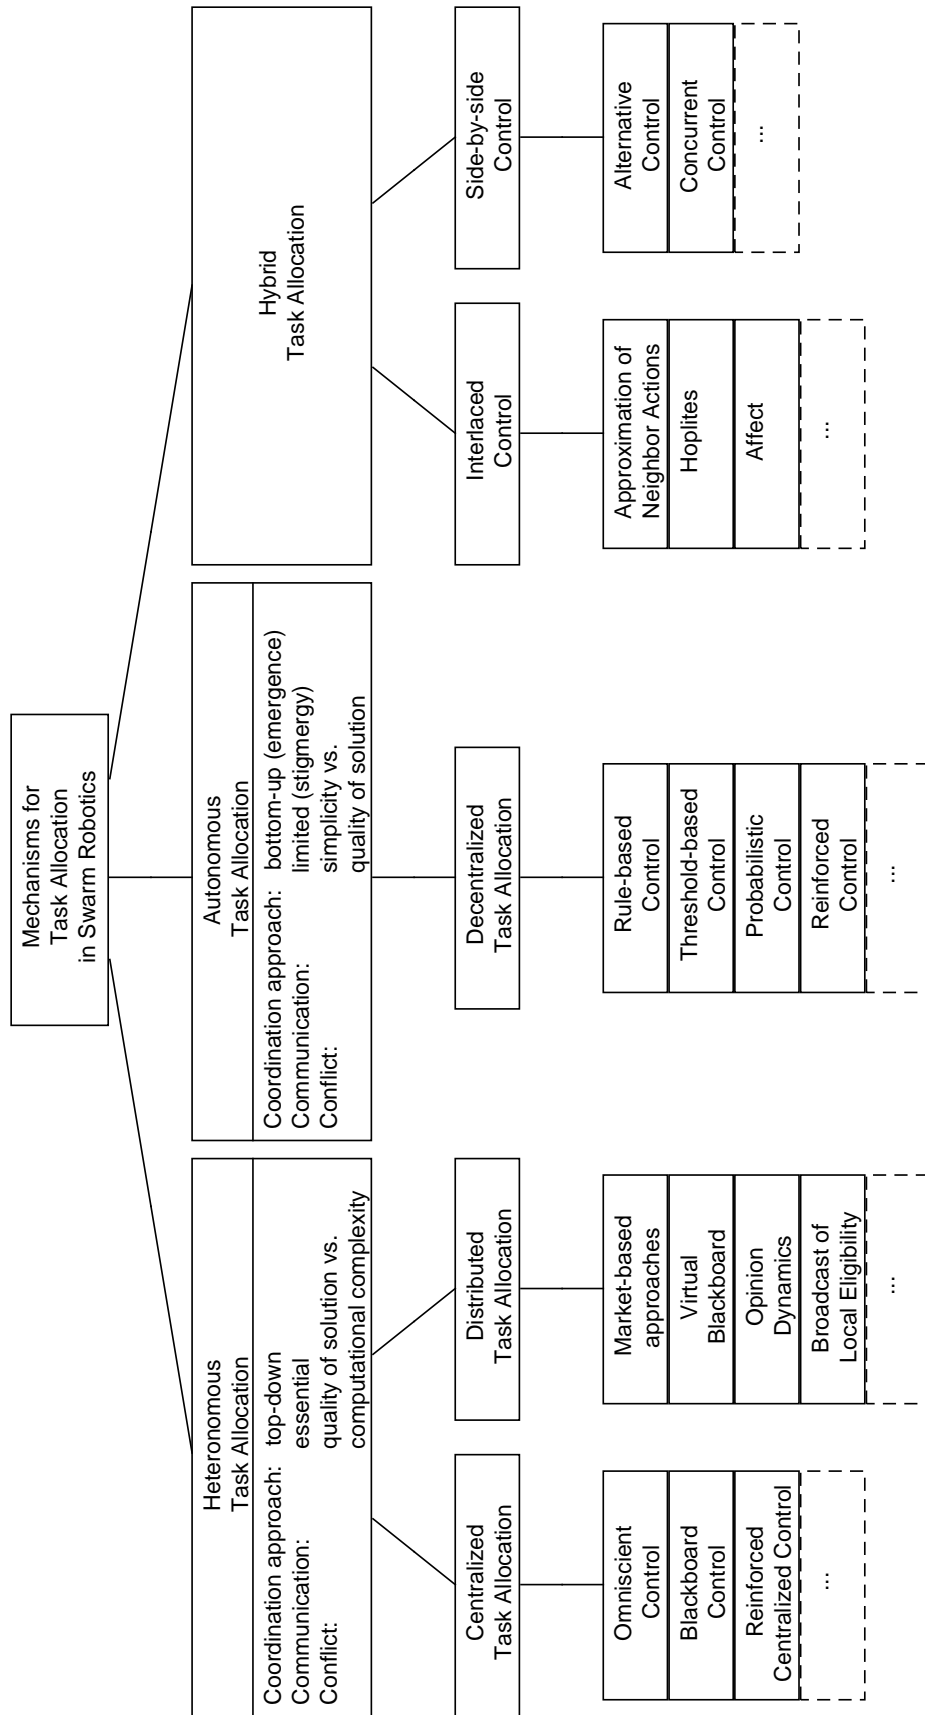 Mechanisms for
Task Allocation
in Swarm Robotics
Heteronomous
Task Allocation
Coordination approach: top-down
Communication: essential
Conflict: quality of solution vs.
computational complexity
Autonomous
Task Allocation
Coordination approach: bottom-up (emergence)
Communication: limited (stigmergy)
Conflict: simplicity vs.
quality of solution
Hybrid
Task Allocation
Centralized
Task Allocation
Distributed
Task Allocation
Decentralized
Task Allocation
Interlaced
Control
Side-by-side
Control
Omniscient
Control
Blackboard
Control
Reinforced
Centralized Control
...
Market-based
approaches
Virtual
Blackboard
Opinion
Dynamics
Broadcast of
Local Eligibility
...
Rule-based
Control
Threshold-based
Control
Probabilistic
Control
Reinforced
Control
...
Approximation of
Neighbor Actions
Hoplites
Affect
...
Alternative
Control
Concurrent
Control
...